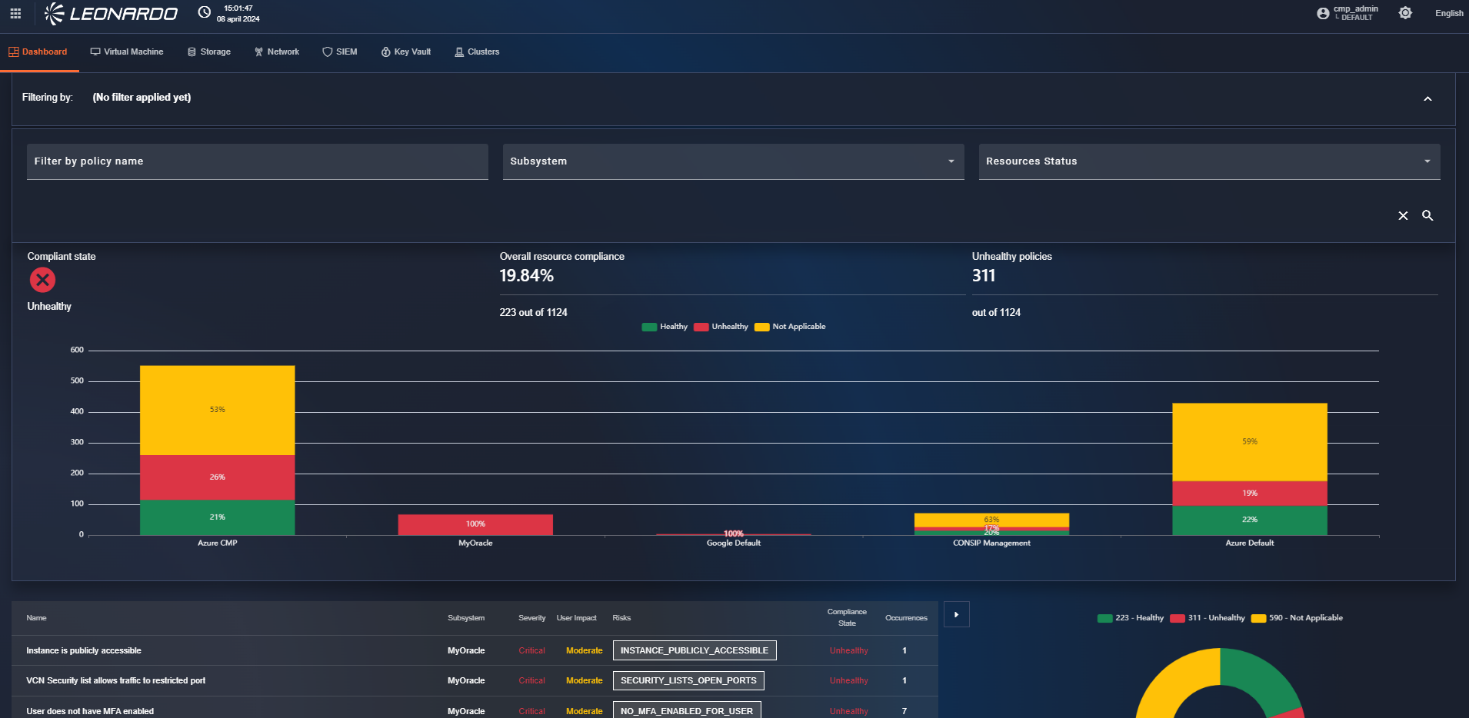 LEONARDO
15:01:47
08 april 2024
cmp_admin
DEFAULT
English
Dashboard
Virtual Machine
Storage
Network
SIEM
Key Vault
Clusters
Filtering by: (No filter applied yet)
Filter by policy name
Subsystem
Resources Status
Compliant state
Unhealthy
Overall resource compliance
19.84%
223 out of 1124
Unhealthy policies
311
out of 1124
Healthy Unhealthy Not Applicable
600
500
400
300
200
100
0
53%
26%
21%
100%
100%
63%
17%
20%
59%
19%
22%
Azure CMP MyOracle Google Default CONSIP Management Azure Default
Name Subsystem Severity User Impact Risks Compliance State Occurrences
Instance is publicly accessible MyOracle Critical Moderate INSTANCE_PUBLICLY_ACCESSIBLE Unhealthy 1
VCN Security list allows traffic to restricted port MyOracle Critical Moderate SECURITY_LISTS_OPEN_PORTS Unhealthy 1
User does not have MFA enabled MyOracle Critical Moderate NO_MFA_ENABLED_FOR_USER Unhealthy 7
223 - Healthy 311 - Unhealthy 590 - Not Applicable